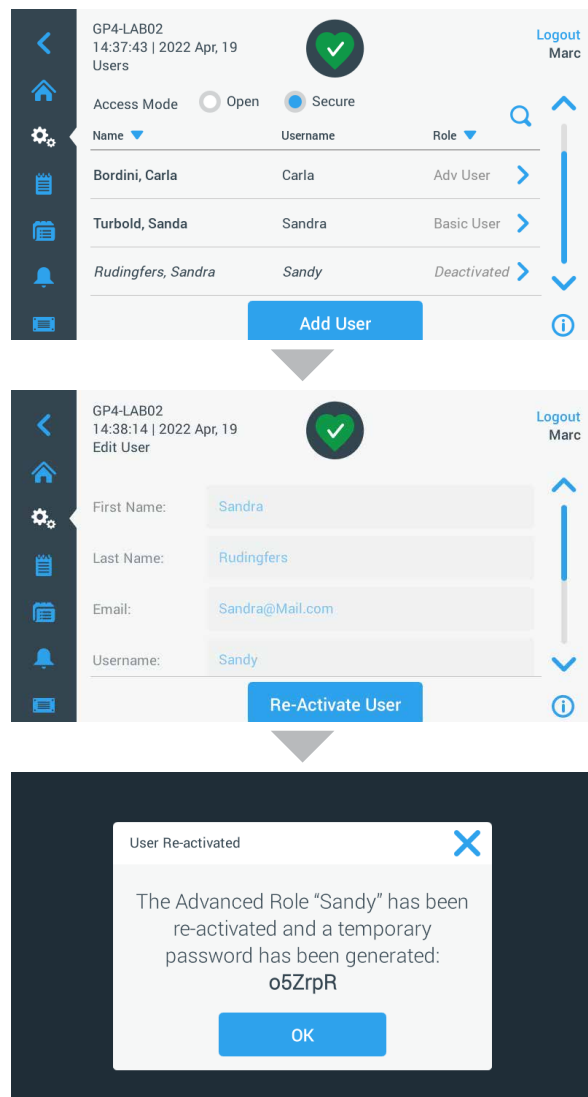 GP4-LAB02
14:37:43 | 2022 Apr, 19
Users
Logout
Marc
Access Mode Open Secure
Name Username Role
Bordini, Carla Carla Adv User
Turbold, Sanda Sandra Basic User
Rudingfers, Sandra Sandy Deactivated
Add User
GP4-LAB02
14:38:14 | 2022 Apr, 19
Edit User
Logout
Marc
First Name: Sandra
Last Name: Rudingfers
Email: Sandra@Mail.com
Username: Sandy
Re-Activate User
User Re-activated
The Advanced Role “Sandy” has been
re-activated and a temporary
password has been generated:
o5ZrpR
OK